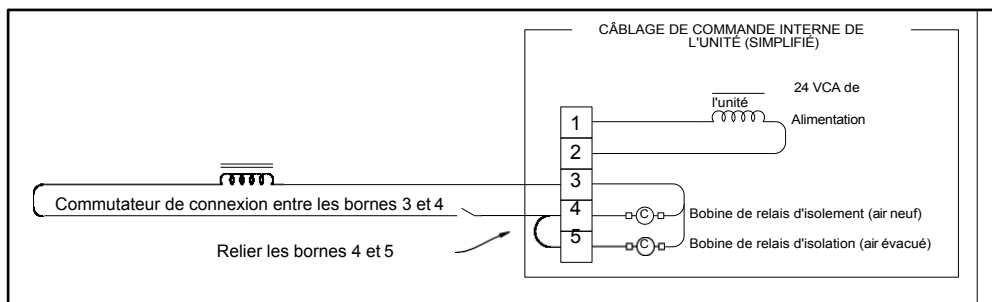 CÂBLAGE DE COMMANDE INTERNE DE
L'UNITÉ (SIMPLIFIÉ)
24 VCA de
l'unité
Alimentation
1
2
3
4
5
Commutateur de connexion entre les bornes 3 et 4
Relier les bornes 4 et 5
C
Bobine de relais d'isolement (air neuf)
C
Bobine de relais d'isolation (air évacué)